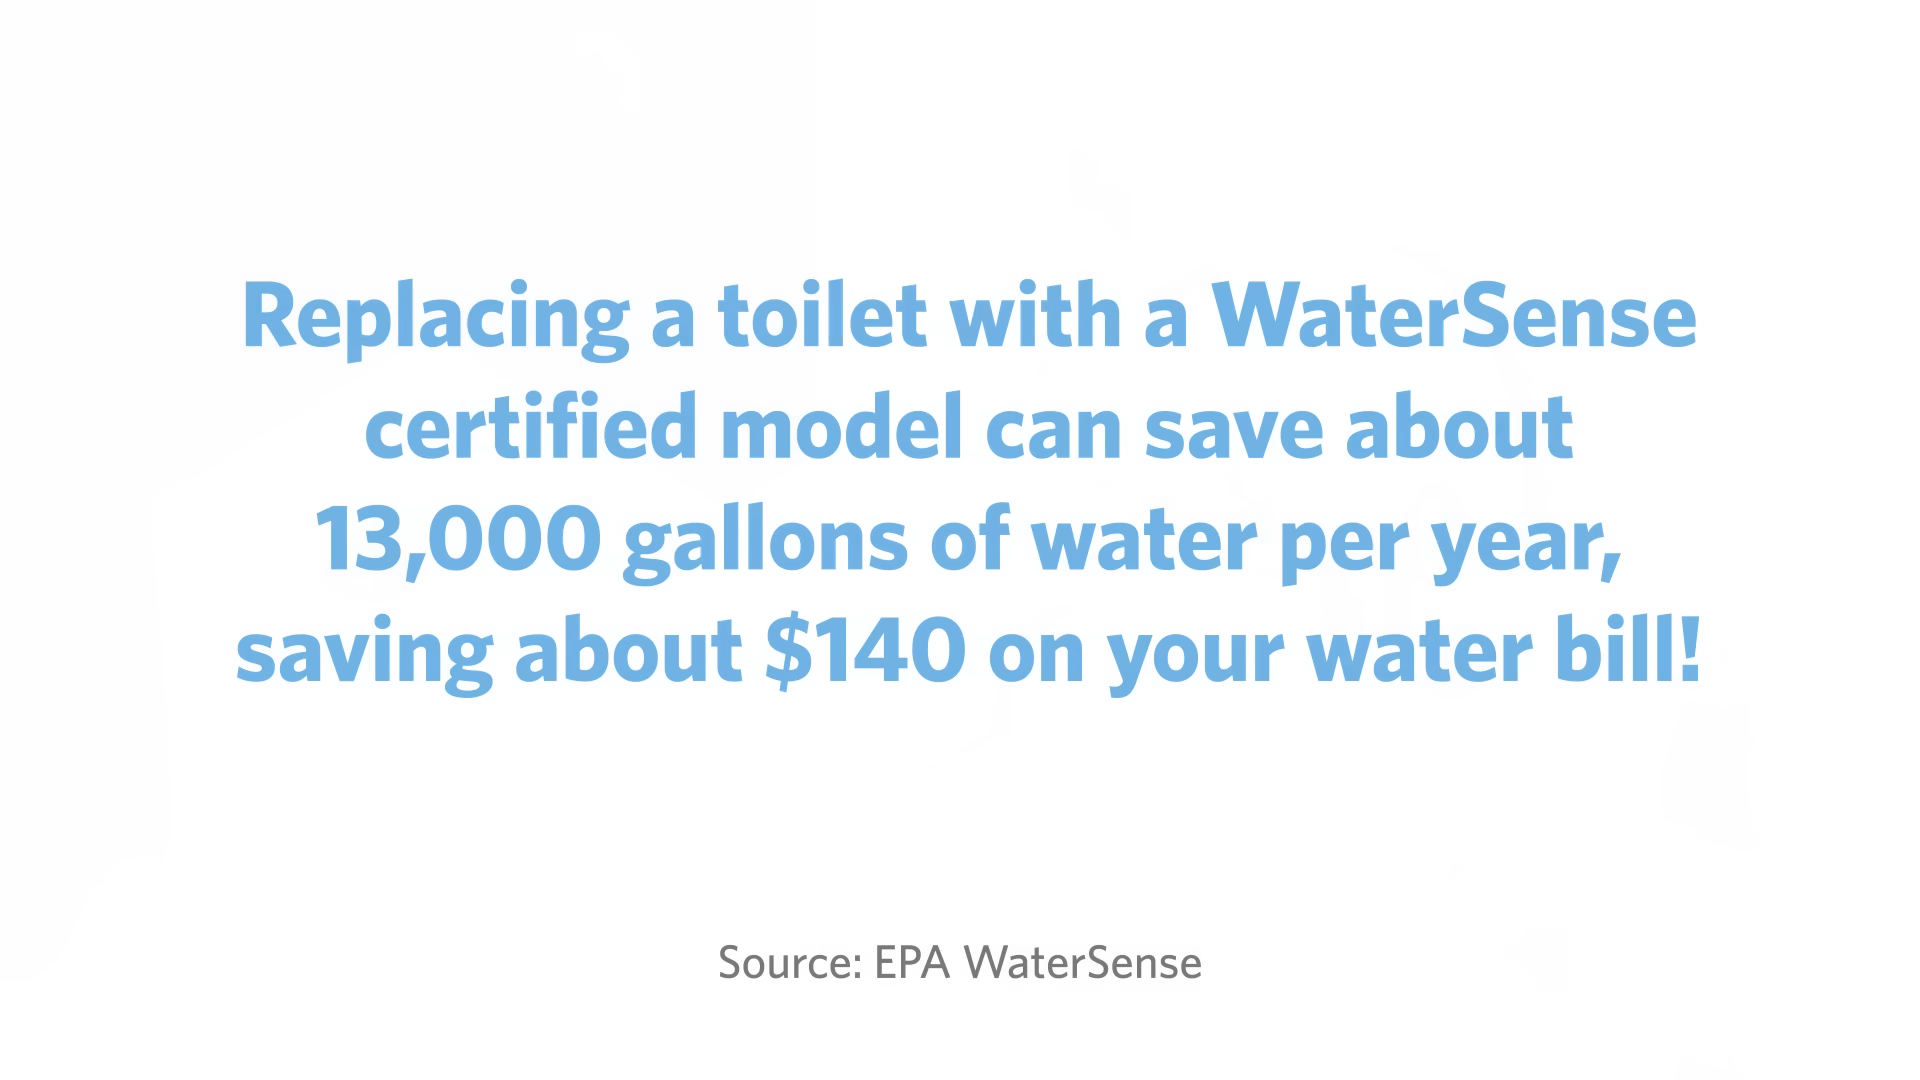 Replacing a toilet with a WaterSense
certified model can save about
13,000 gallons of water per year,
saving about $140 on your water bill!
Source: EPA WaterSense